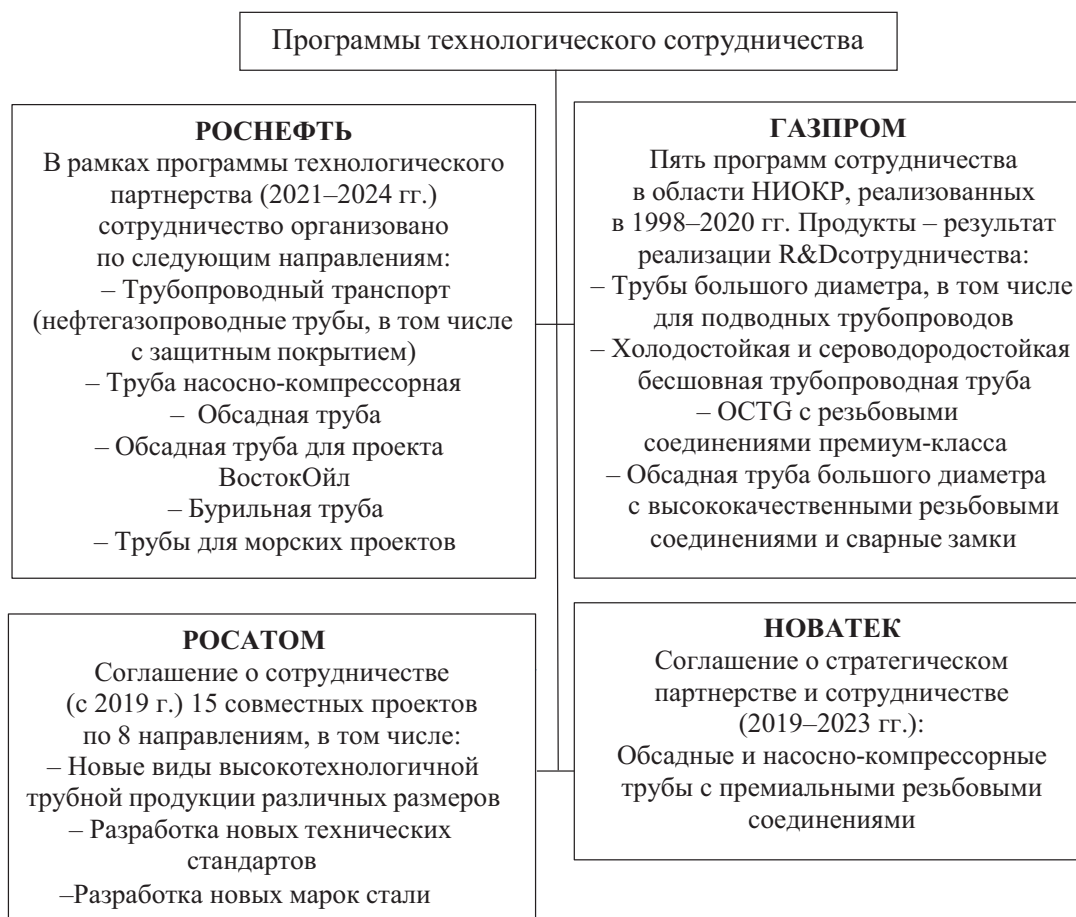 Программы технологического сотрудничества
РОСНЕФТЬ
В рамках программы технологического
партнерства (2021–2024 гг.)
сотрудничество организовано
по следующим направлениям:
– Трубопроводный транспорт
(нефтегазопроводные трубы, в том числе
с защитным покрытием)
– Труба насосно-компрессорная
– Обсадная труба
– Обсадная труба для проекта
ВостокОйл
– Бурильная труба
– Трубы для морских проектов
ГАЗПРОМ
Пять программ сотрудничества
в области НИОКР, реализованных
в 1998–2020 гг. Продукты – результат
реализации R&Dсотрудничества:
– Трубы большого диаметра, в том числе
для подводных трубопроводов
– Холодостойкая и сероводородостойкая
бесшовная трубопроводная труба
– OCTG с резьбовыми
соединениями премиум-класса
– Обсадная труба большого диаметра
с высококачественными резьбовыми
соединениями и сварные замки
РОСАТОМ
Соглашение о сотрудничестве
(с 2019 г.) 15 совместных проектов
по 8 направлениям, в том числе:
– Новые виды высокотехнологичной
трубной продукции различных размеров
– Разработка новых технических
стандартов
–Разработка новых марок стали
НОВАТЕК
Соглашение о стратегическом
партнерстве и сотрудничестве
(2019–2023 гг.):
Обсадные и насосно-компрессорные
трубы с премиальными резьбовыми
соединениями